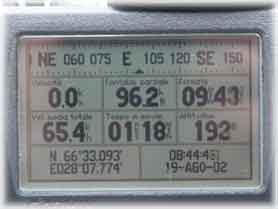 NE 060 075 E 105 120 SE 150
Velocità Contakm parziale
0.0 96.2 09:43
Vel media totale Tempo in movim. Altitudine
65.4 01:18 192
N 66°33.093' 08:44:45
E028°07.774' 19-AGO-02